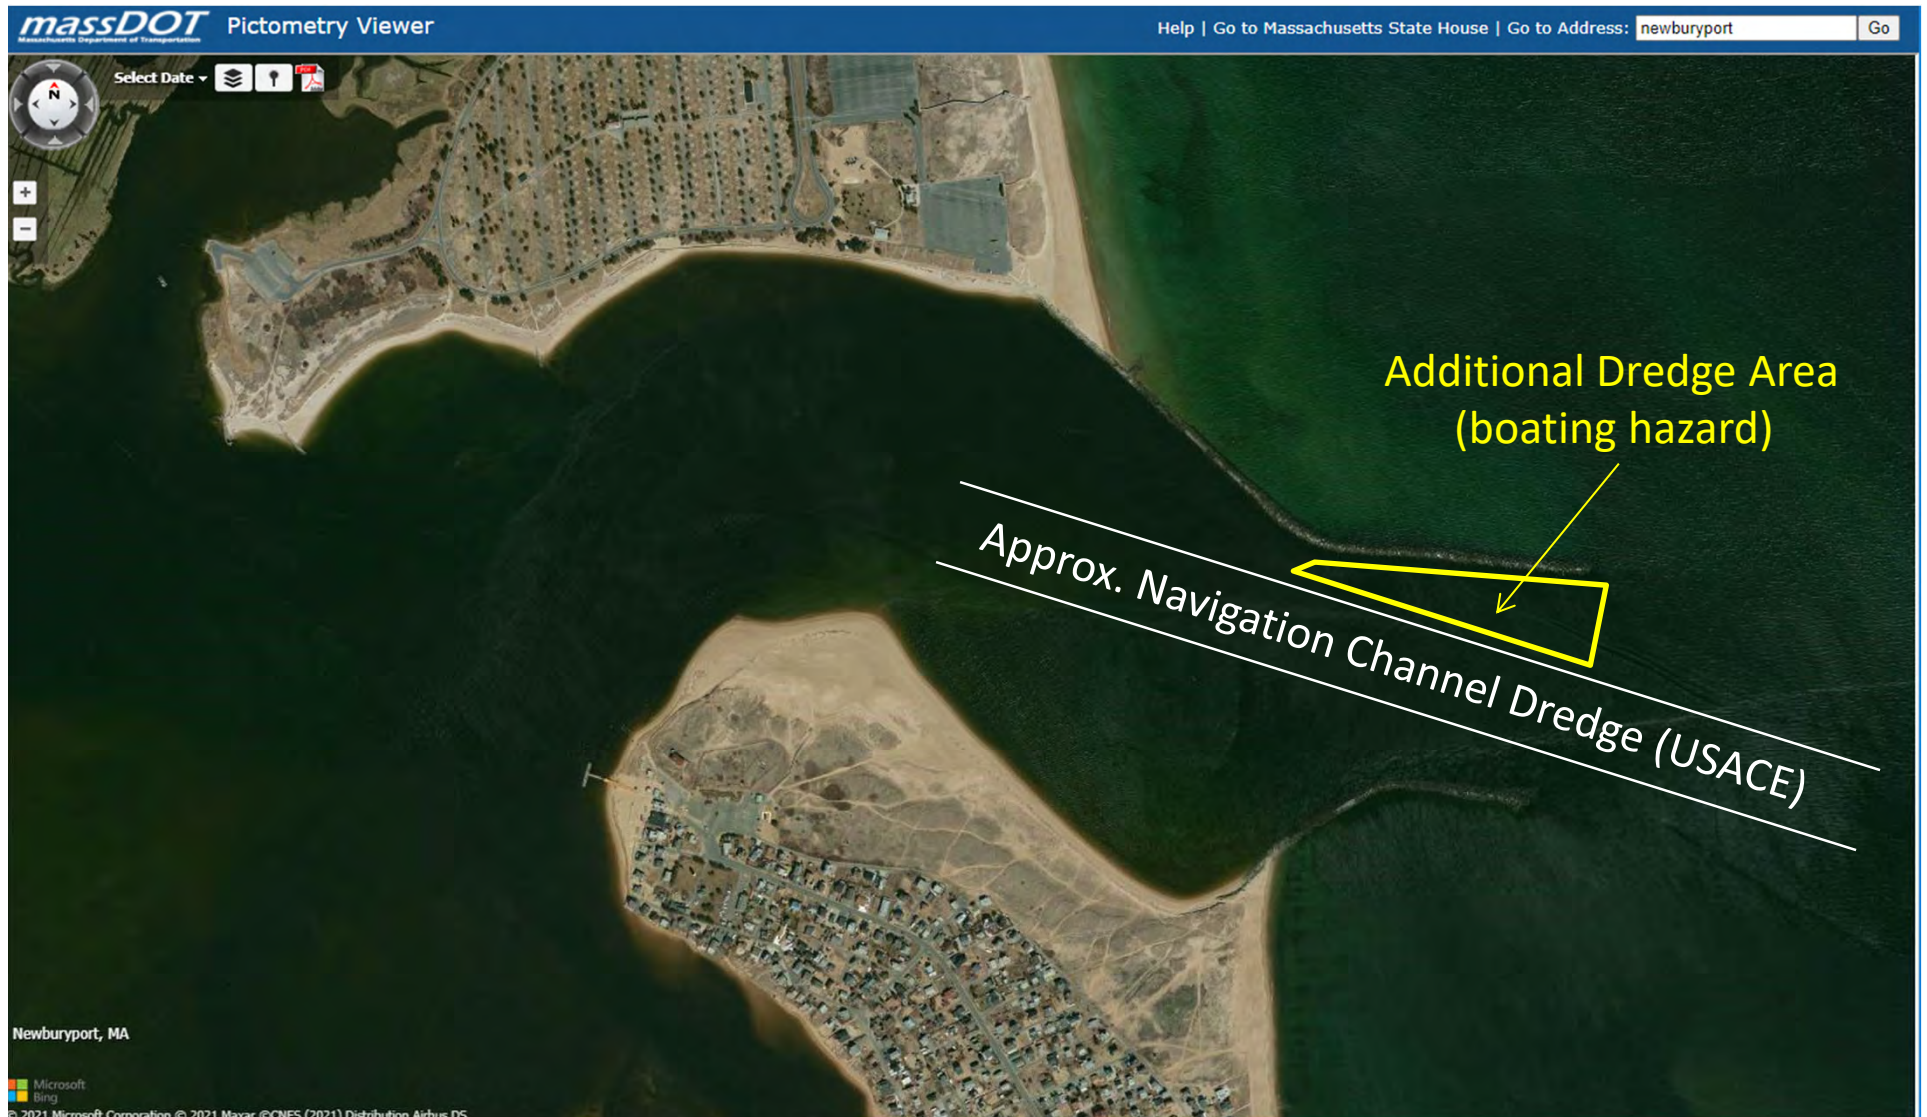 massDOT Pictometry Viewer Help | Go to Massachusetts State House | Go to Address: newburyport Go
Massachusetts Department of Transportation
Select Date
N
+
-
Additional Dredge Area
(boating hazard)
Approx. Navigation Channel Dredge (USACE)
Newburyport, MA
Microsoft
Bing
© 2021 Microsoft Corporation © 2021 Maxar ©CNES (2021) Distribution Airbus DS